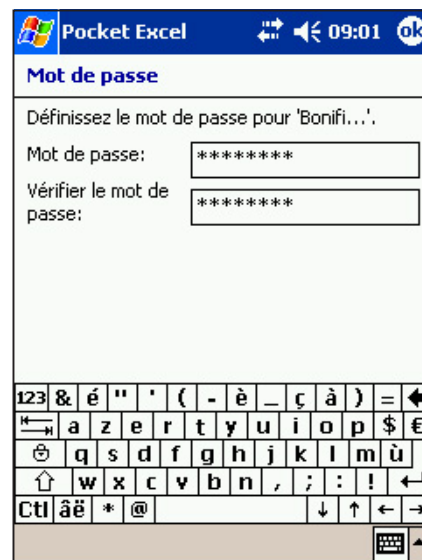 Pocket Excel 09:01 ok
Mot de passe
Définissez le mot de passe pour 'Bonifi...'.
Mot de passe: ********
Vérifier le mot de passe: ********
123 & é " ' ( - è _ ç à ) =
a z e r t y u i o p $ €
q s d f g h j k l m ù
w x c v b n , ; : !
Ctl âë * @ ↓ ↑ ← →